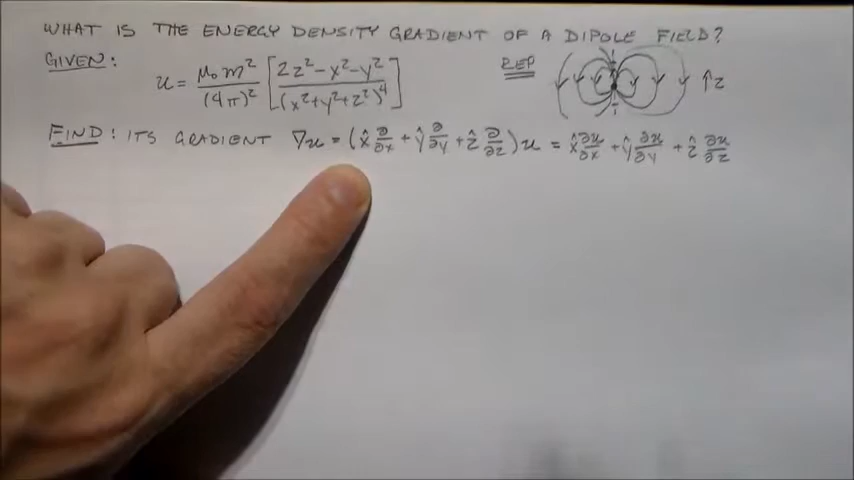 WHAT IS THE ENERGY DENSITY GRADIENT OF A DIPOLE FIELD?
GIVEN: REP
u = μ₀m²/(4π)² [2z²-x²-y²/(x²+y²+z²)⁴] ↑z
FIND: ITS GRADIENT ∇u = (x̂ ∂/∂x + ŷ ∂/∂y + ẑ ∂/∂z)u = x̂ ∂u/∂x + ŷ ∂u/∂y + ẑ ∂u/∂z